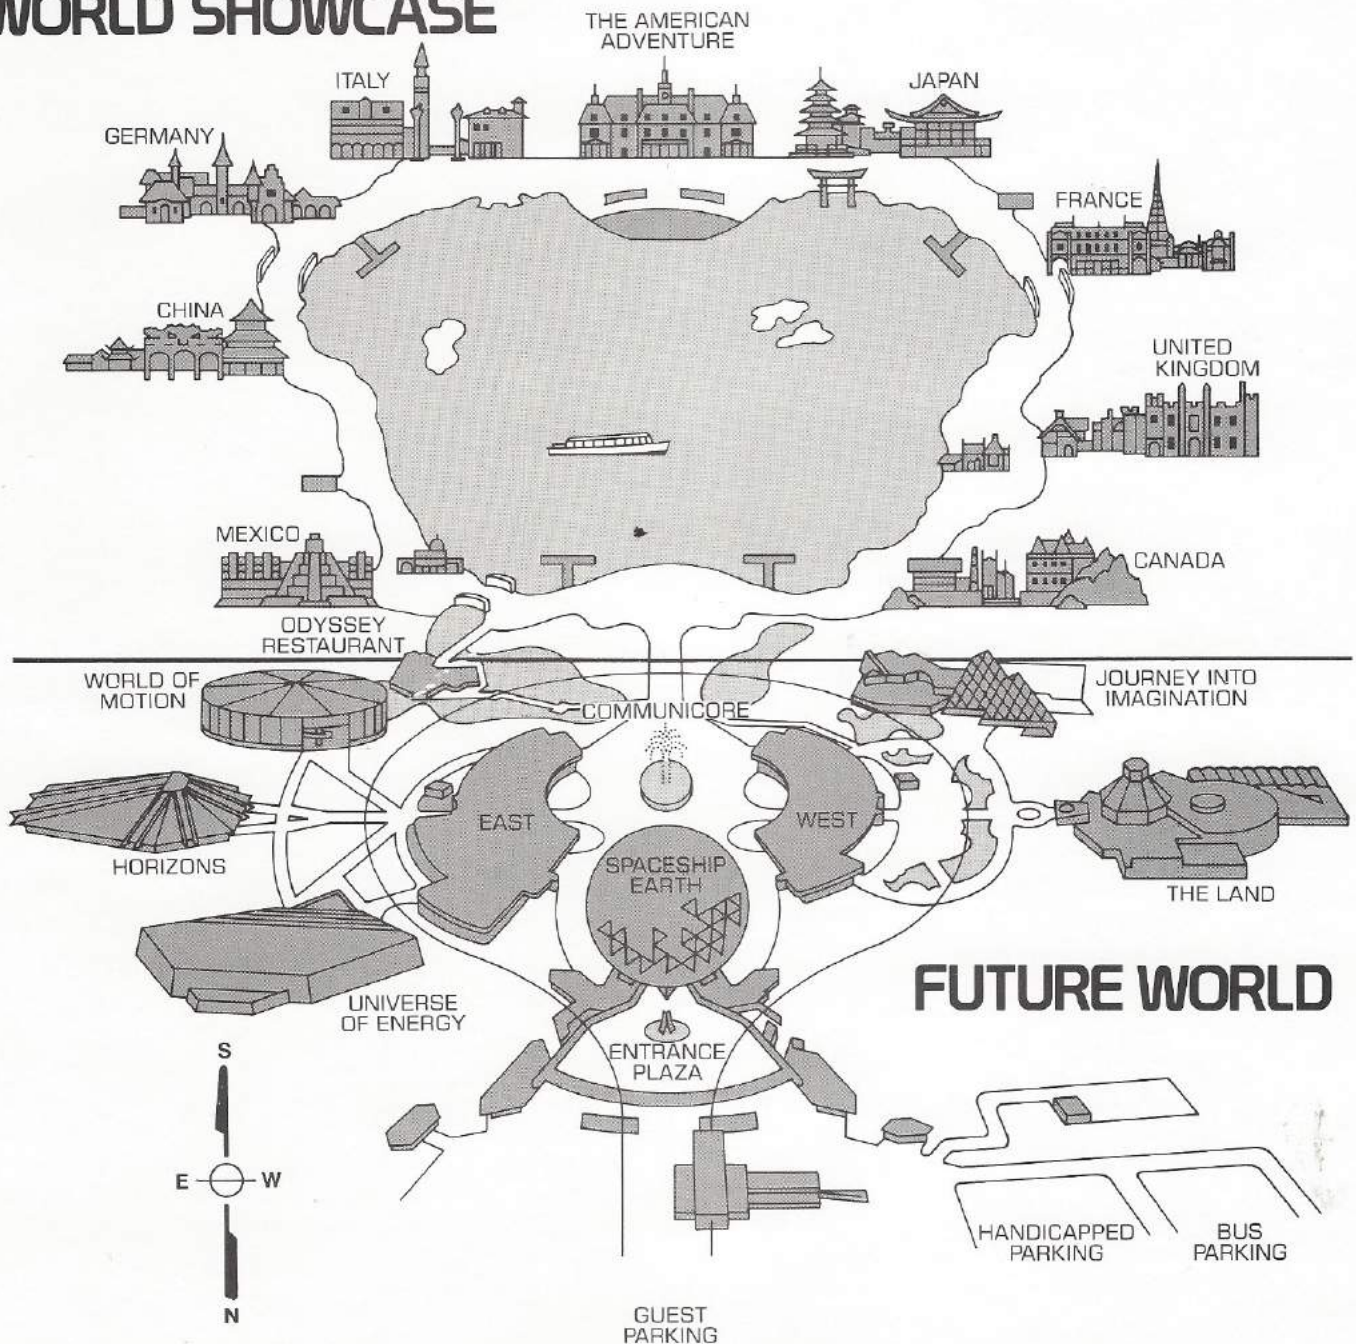 WORLD SHOWCASE
THE AMERICAN
ADVENTURE
ITALY
JAPAN
GERMANY
FRANCE
CHINA
UNITED
KINGDOM
MEXICO
CANADA
ODYSSEY
RESTAURANT
WORLD OF
MOTION
JOURNEY INTO
IMAGINATION
COMMUNICORE
EAST
WEST
HORIZONS
SPACESHIP
EARTH
THE LAND
FUTURE WORLD
UNIVERSE
OF ENERGY
ENTRANCE
PLAZA
S
E
W
N
HANDICAPPED
PARKING
BUS
PARKING
GUEST
PARKING